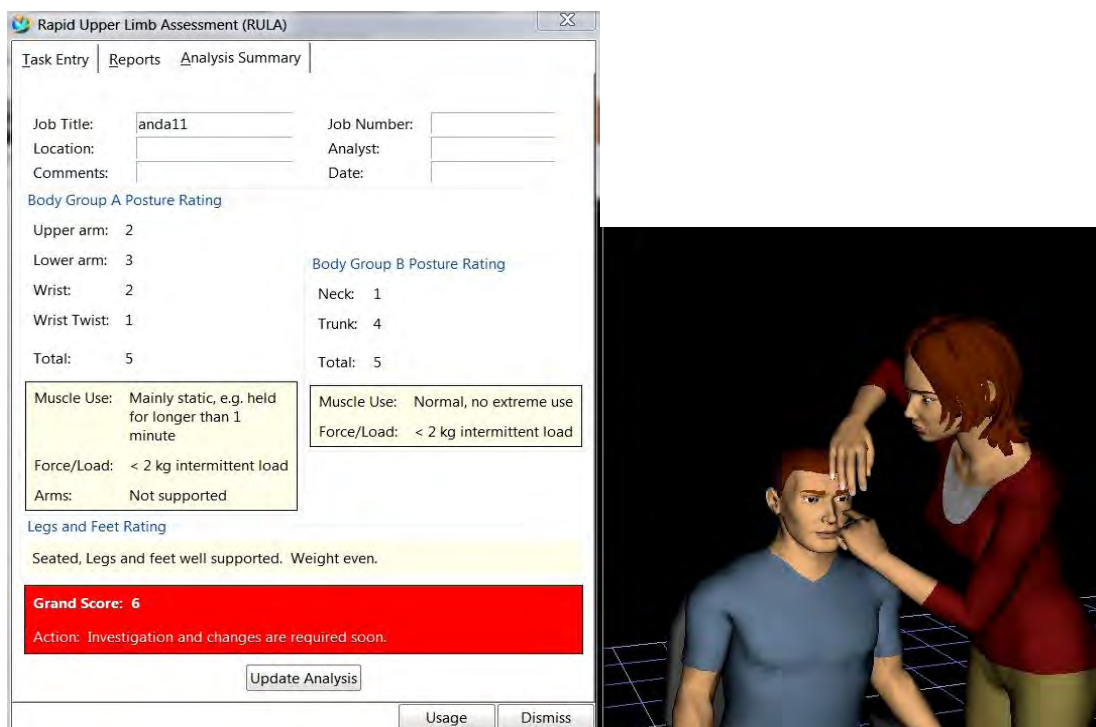 Rapid Upper Limb Assessment (RULA)
X
Task Entry Reports Analysis Summary
Job Title: anda11 Job Number:
Location: Analyst:
Comments: Date:
Body Group A Posture Rating
Upper arm: 2
Lower arm: 3
Wrist: 2
Wrist Twist: 1
Total: 5
Body Group B Posture Rating
Neck: 1
Trunk: 4
Total: 5
Muscle Use: Mainly static, e.g. held
for longer than 1
minute
Force/Load: < 2 kg intermittent load
Arms: Not supported
Muscle Use: Normal, no extreme use
Force/Load: < 2 kg intermittent load
Legs and Feet Rating
Seated, Legs and feet well supported. Weight even.
Grand Score: 6
Action: Investigation and changes are required soon.
Update Analysis
Usage Dismiss